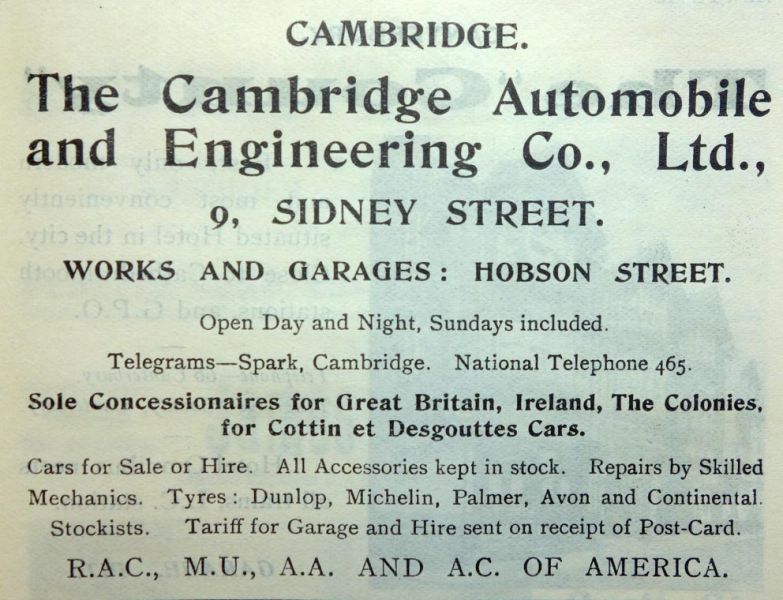 CAMBRIDGE.
The Cambridge Automobile
and Engineering Co., Ltd.,
9, SIDNEY STREET.
WORKS AND GARAGES: HOBSON STREET.
Open Day and Night, Sundays included.
Telegrams—Spark, Cambridge. National Telephone 465.
Sole Concessionaires for Great Britain, Ireland, The Colonies,
for Cottin et Desgouttes Cars.
Cars for Sale or Hire. All Accessories kept in stock. Repairs by Skilled
Mechanics. Tyres: Dunlop, Michelin, Palmer, Avon and Continental.
Stockists. Tariff for Garage and Hire sent on receipt of Post-Card.
R.A.C., M.U., A.A. AND A.C. OF AMERICA.